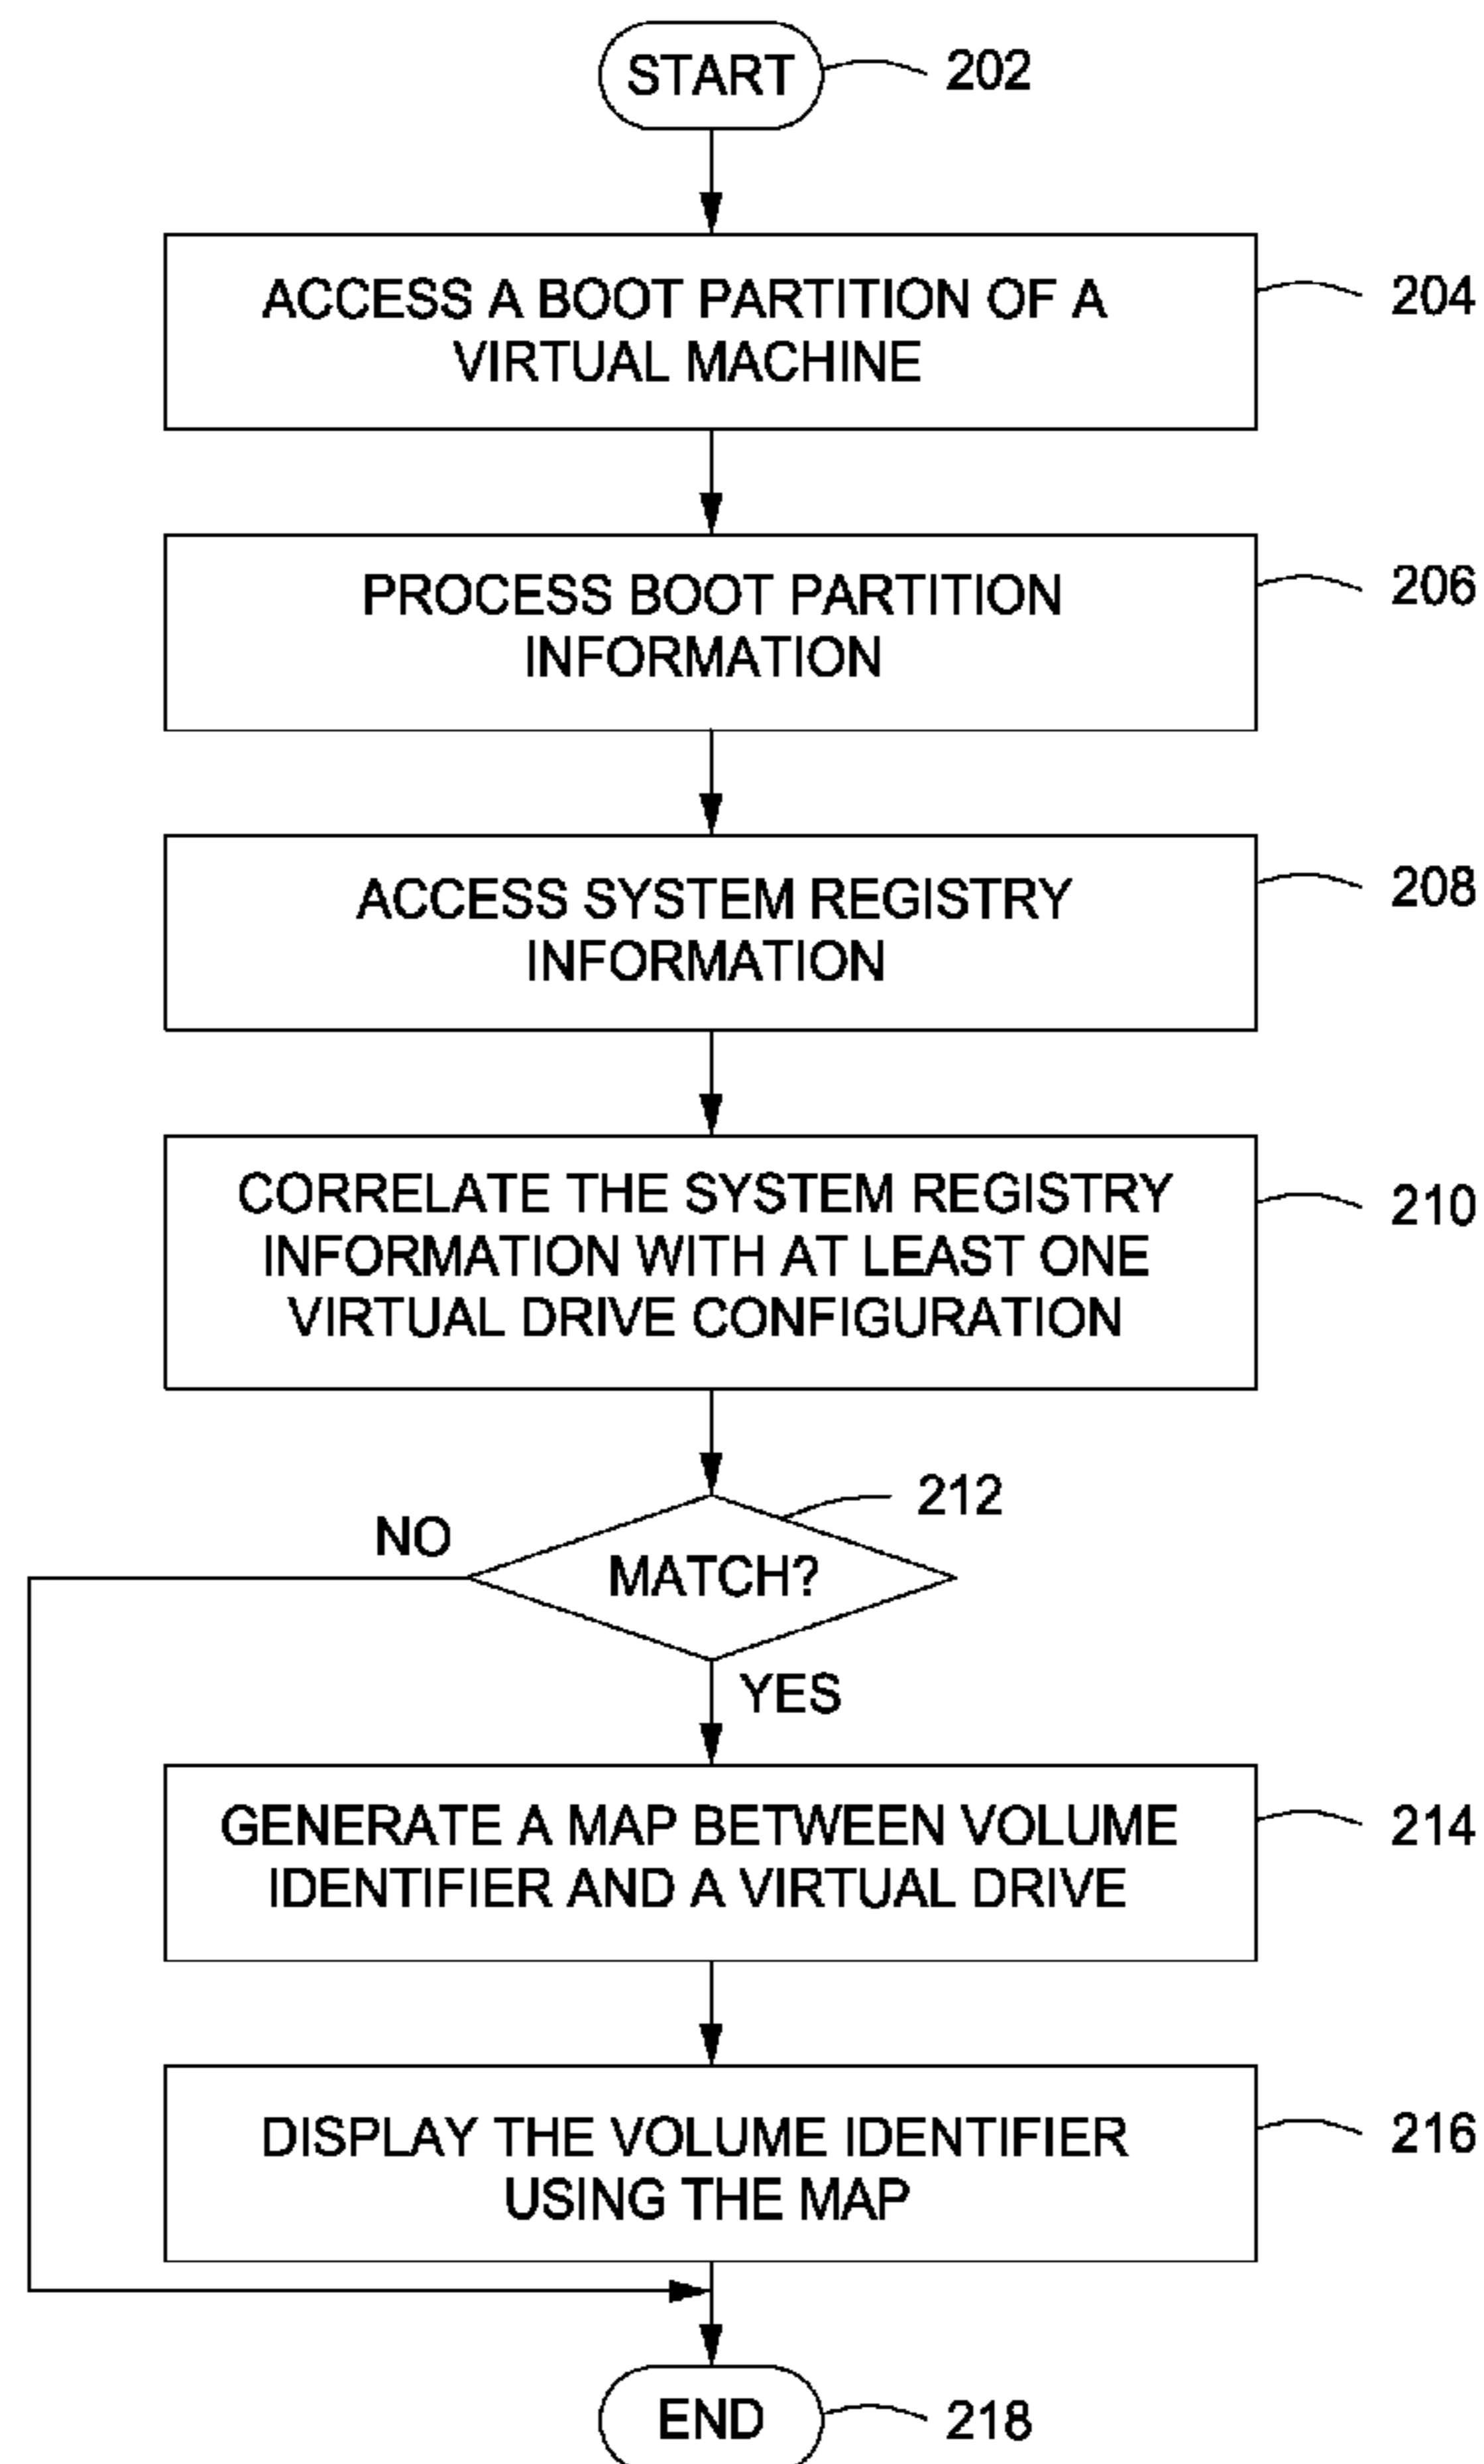 START
202
ACCESS A BOOT PARTITION OF A
VIRTUAL MACHINE
204
PROCESS BOOT PARTITION
INFORMATION
206
ACCESS SYSTEM REGISTRY
INFORMATION
208
CORRELATE THE SYSTEM REGISTRY
INFORMATION WITH AT LEAST ONE
VIRTUAL DRIVE CONFIGURATION
210
212
NO
MATCH?
YES
GENERATE A MAP BETWEEN VOLUME
IDENTIFIER AND A VIRTUAL DRIVE
214
DISPLAY THE VOLUME IDENTIFIER
USING THE MAP
216
END
218